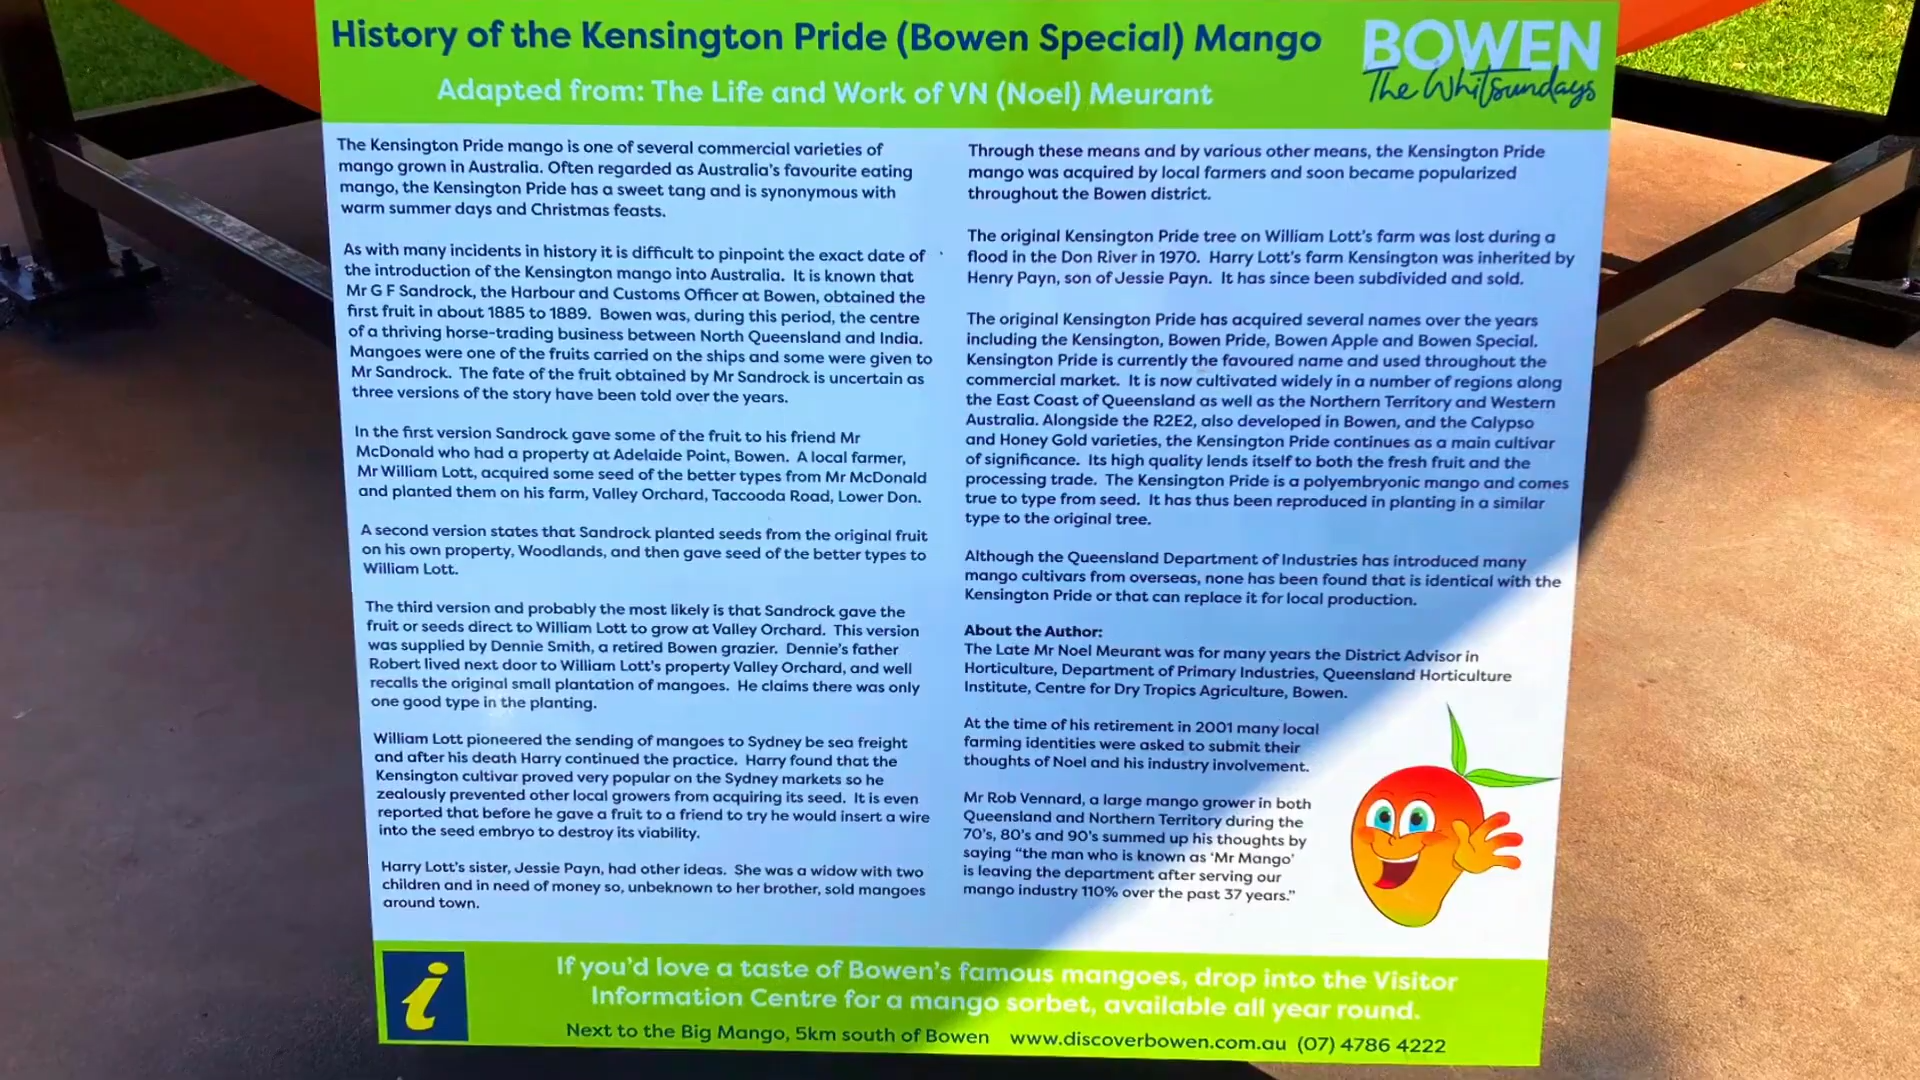 History of the Kensington Pride (Bowen Special) Mango
Adapted from: The Life and Work of VN (Noel) Meurant
BOWEN
The Whitsundays
The Kensington Pride mango is one of several commercial varieties of
mango grown in Australia. Often regarded as Australia's favourite eating
mango, the Kensington Pride has a sweet tang and is synonymous with
warm summer days and Christmas feasts.
As with many incidents in history it is difficult to pinpoint the exact date of
the introduction of the Kensington mango into Australia. It is known that
Mr G F Sandrock, the Harbour and Customs Officer at Bowen, obtained the
first fruit in about 1885 to 1889. Bowen was, during this period, the centre
of a thriving horse-trading business between North Queensland and India.
Mangoes were one of the fruits carried on the ships and some were given to
Mr Sandrock. The fate of the fruit obtained by Mr Sandrock is uncertain as
three versions of the story have been told over the years.
In the first version Sandrock gave some of the fruit to his friend Mr
McDonald who had a property at Adelaide Point, Bowen. A local farmer,
Mr William Lott, acquired some seed of the better types from Mr McDonald
and planted them on his farm, Valley Orchard, Taccooda Road, Lower Don.
A second version states that Sandrock planted seeds from the original fruit
on his own property, Woodlands, and then gave seed of the better types to
William Lott.
The third version and probably the most likely is that Sandrock gave the
fruit or seeds direct to William Lott to grow at Valley Orchard. This version
was supplied by Dennie Smith, a retired Bowen grazier. Dennie's father
Robert lived next door to William Lott's property Valley Orchard, and well
recalls the original small plantation of mangoes. He claims there was only
one good type in the planting.
William Lott pioneered the sending of mangoes to Sydney be sea freight
and after his death Harry continued the practice. Harry found that the
Kensington cultivar proved very popular on the Sydney markets so he
zealously prevented other local growers from acquiring its seed. It is even
reported that before he gave a fruit to a friend to try he would insert a wire
into the seed embryo to destroy its viability.
Harry Lott's sister, Jessie Payn, had other ideas. She was a widow with two
children and in need of money so, unbeknown to her brother, sold mangoes
around town.
Through these means and by various other means, the Kensington Pride
mango was acquired by local farmers and soon became popularized
throughout the Bowen district.
The original Kensington Pride tree on William Lott's farm was lost during a
flood in the Don River in 1970. Harry Lott's farm Kensington was inherited by
Henry Payn, son of Jessie Payn. It has since been subdivided and sold.
The original Kensington Pride has acquired several names over the years
including the Kensington, Bowen Pride, Bowen Apple and Bowen Special.
Kensington Pride is currently the favoured name and used throughout the
commercial market. It is now cultivated widely in a number of regions along
the East Coast of Queensland as well as the Northern Territory and Western
Australia. Alongside the R2E2, also developed in Bowen, and the Calypso
and Honey Gold varieties, the Kensington Pride continues as a main cultivar
of significance. Its high quality lends itself to both the fresh fruit and the
processing trade. The Kensington Pride is a polyembryonic mango and comes
true to type from seed. It has thus been reproduced in planting in a similar
type to the original tree.
Although the Queensland Department of Industries has introduced many
mango cultivars from overseas, none has been found that is identical with the
Kensington Pride or that can replace it for local production.
About the Author:
The Late Mr Noel Meurant was for many years the District Advisor in
Horticulture, Department of Primary Industries, Queensland Horticulture
Institute, Centre for Dry Tropics Agriculture, Bowen.
At the time of his retirement in 2001 many local
farming identities were asked to submit their
thoughts of Noel and his industry involvement.
Mr Rob Vennard, a large mango grower in both
Queensland and Northern Territory during the
70's, 80's and 90's summed up his thoughts by
saying "the man who is known as 'Mr Mango'
is leaving the department after serving our
mango industry 110% over the past 37 years."
i
If you'd love a taste of Bowen's famous mangoes, drop into the Visitor
Information Centre for a mango sorbet, available all year round.
Next to the Big Mango, 5km south of Bowen www.discoverbowen.com.au (07) 4786 4222